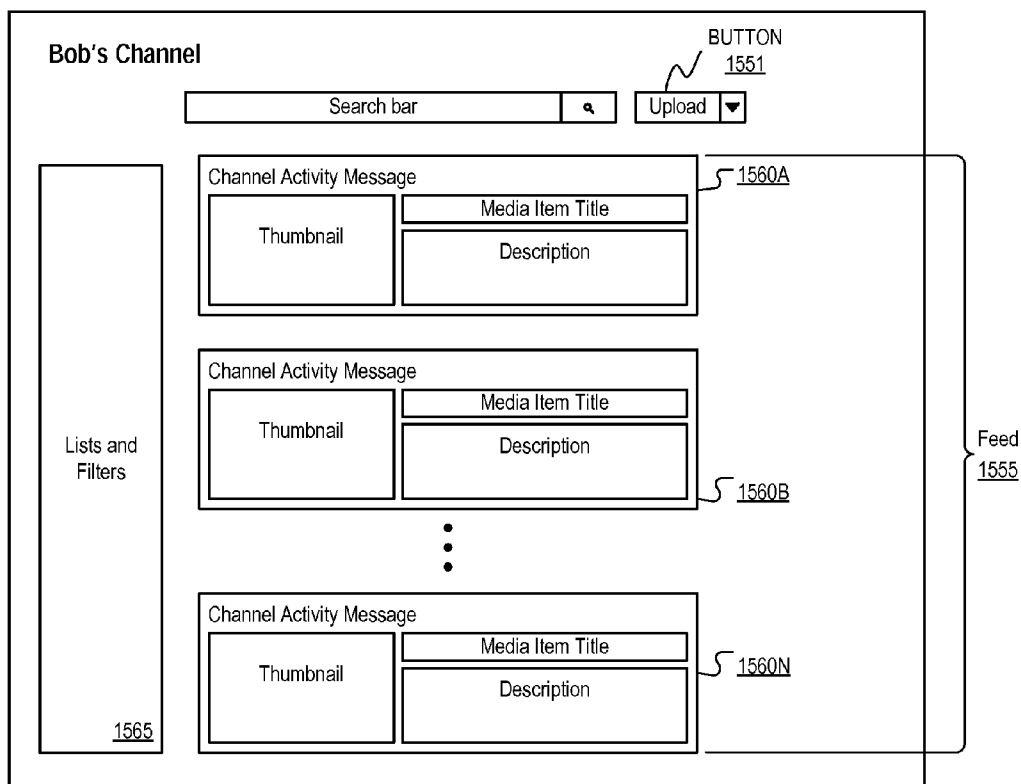 Bob's Channel
BUTTON
1551
Search bar
Upload
Channel Activity Message
1560A
Thumbnail
Media Item Title
Description
Channel Activity Message
Thumbnail
Media Item Title
Description
1560B
Lists and
Filters
1565
Feed
1555
Channel Activity Message
Thumbnail
Media Item Title
Description
1560N